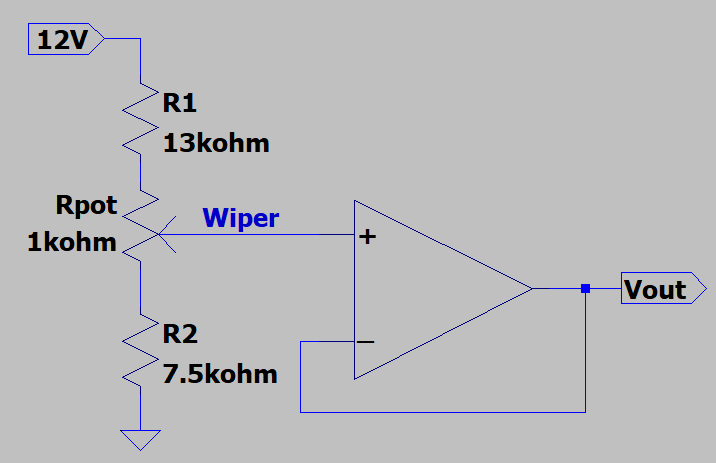 12V
R1
13kohm
Rpot
1kohm
Wiper
+
−
Vout
R2
7.5kohm